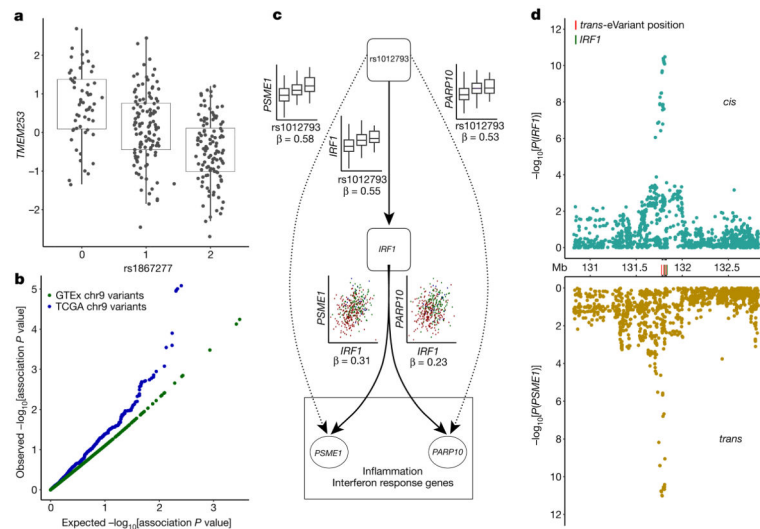 a
TMEM253
3
2
1
0
−1
−2
0
1
2
rs1867277
b
GTEx chr9 variants
TCGA chr9 variants
Observed −log10[association P value]
5
4
3
2
1
0
0
1
2
3
Expected −log10[association P value]
c
rs1012793
PSME1
rs1012793
β = 0.58
PARP10
rs1012793
β = 0.53
IRF1
rs1012793
β = 0.55
IRF1
PSME1
IRF1
β = 0.31
PARP10
IRF1
β = 0.23
PSME1
PARP10
Inflammation
Interferon response genes
d
trans-eVariant position
IRF1
cis
−log10[P(IRF1)]
12
10
8
6
4
2
0
Mb
131
131.5
132
132.5
−log10[P(PSME1)]
0
2
4
6
8
10
12
trans